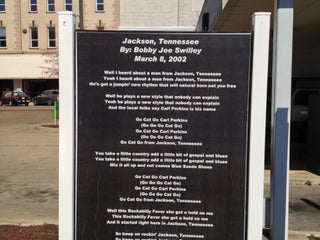 Jackson, Tennessee
By: Bobby Joe Swilley
March 8, 2002
Well I heard about a man from Jackson, Tennessee
Yeah I heard about a man from Jackson, Tennessee
He's got a jumpin' new rhythm that will natural born set you free
Well he plays a new style that nobody can explain
Yeah he plays a new style that nobody can explain
And the local folks say Carl Perkins is his name
Go Cat Go Carl Perkins
(Go Go Go Cat Go)
Go Cat Go Carl Perkins
(Go Go Go Cat Go)
Go Cat Go from Jackson, Tennessee
You take a little country add a little bit of gospel and blues
You take a little country add a little bit of gospel and blues
Mix it all up and out comes Blue Suede Shoes
Go Cat Go Carl Perkins
(Go Go Go Cat Go)
Go Cat Go Carl Perkins
(Go Go Go Cat Go)
Go Cat Go from Jackson, Tennessee
Well this Rockabilly Fever she got a hold on me
This Rockabilly Fever she got a hold on me
And it started right here in Jackson, Tennessee
So keep on rockin' Jackson, Tennessee
So keep on rockin' Jackson, Tennessee